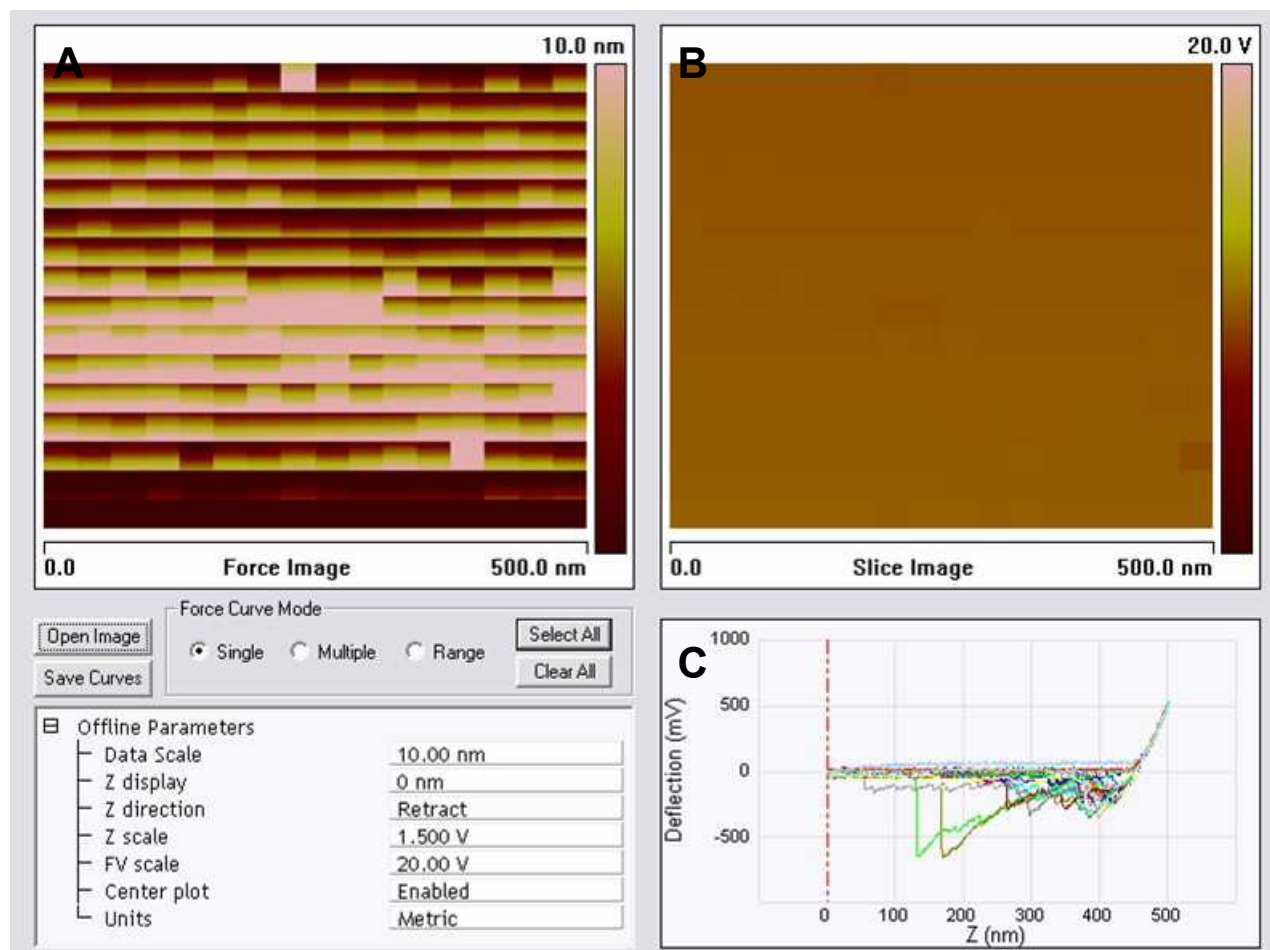 A
10.0 nm
0.0 Force Image 500.0 nm
B
20.0 V
0.0 Slice Image 500.0 nm
Open Image
Save Curves
Force Curve Mode
Single Multiple Range
Select All
Clear All
Offline Parameters
Data Scale 10.00 nm
Z display 0 nm
Z direction Retract
Z scale 1.500 V
FV scale 20.00 V
Center plot Enabled
Units Metric
C
Deflection (mV)
1000
500
0
-500
0 100 200 300 400 500
Z (nm)